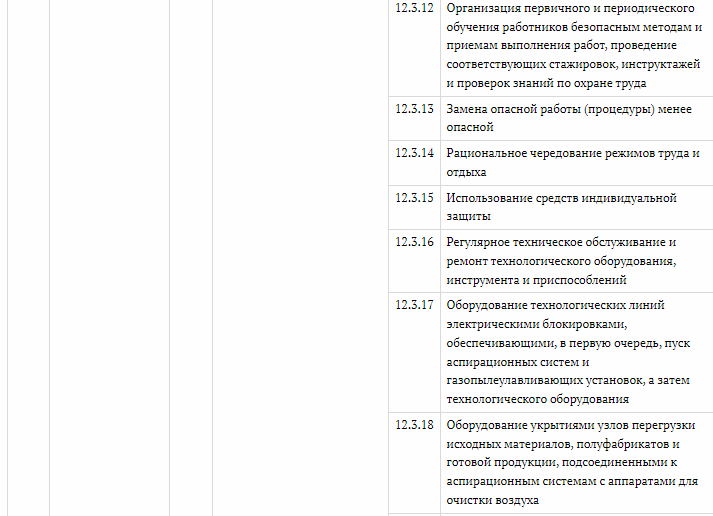 12.3.12 Организация первичного и периодического
обучения работников безопасным методам и
приемам выполнения работ, проведение
соответствующих стажировок, инструктажей
и проверок знаний по охране труда
12.3.13 Замена опасной работы (процедуры) менее
опасной
12.3.14 Рациональное чередование режимов труда и
отдыха
12.3.15 Использование средств индивидуальной
защиты
12.3.16 Регулярное техническое обслуживание и
ремонт технологического оборудования,
инструмента и приспособлений
12.3.17 Оборудование технологических линий
электрическими блокировками,
обеспечивающими, в первую очередь, пуск
аспирационных систем и
газопылеулавливающих установок, а затем
технологического оборудования
12.3.18 Оборудование укрытиями узлов перегрузки
исходных материалов, полуфабрикатов и
готовой продукции, подсоединенными к
аспирационным системам с аппаратами для
очистки воздуха